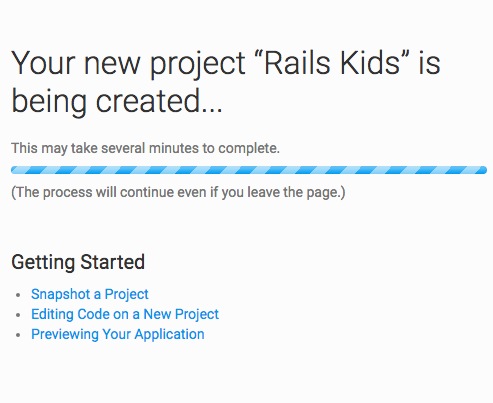 Your new project “Rails Kids” is
being created...
This may take several minutes to complete.
(The process will continue even if you leave the page.)
Getting Started
Snapshot a Project
Editing Code on a New Project
Previewing Your Application